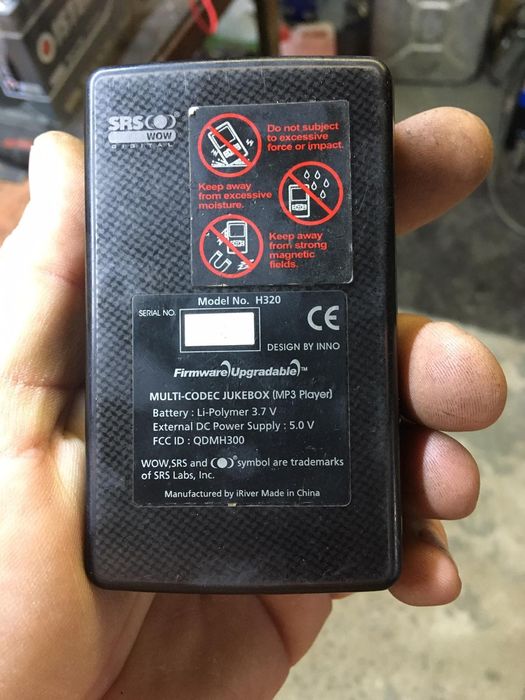 SRS
WOW
DIGITAL
Do not subject
to excessive
force or impact.
Keep away
from excessive
moisture.
Keep away
from strong
magnetic
fields.
Model No. H320
SERIAL NO.
CE
DESIGN BY INNO
Firmware Upgradable™
MULTI-CODEC JUKEBOX (MP3 Player)
Battery : Li-Polymer 3.7 V
External DC Power Supply : 5.0 V
FCC ID : QDMH300
WOW,SRS and ® symbol are trademarks
of SRS Labs, Inc.
Manufactured by iRiver Made in China